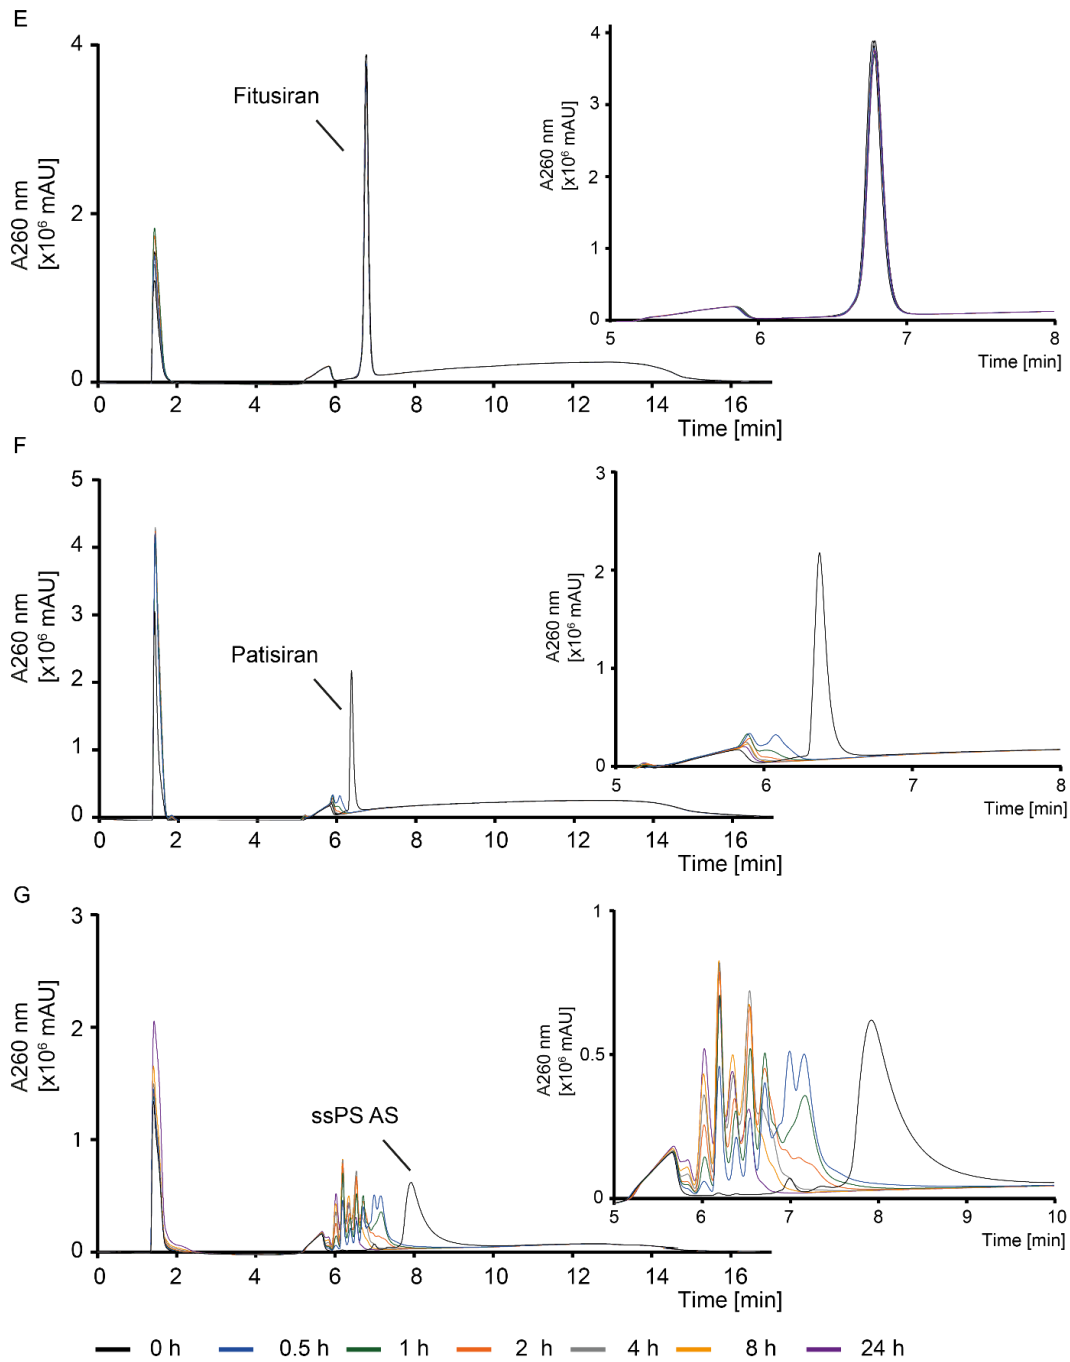 E
4
2
0
A260 nm
[x10⁶ mAU]
Fitusiran
0 2 4 6 8 10 12 14 16
Time [min]
4
3
2
1
0
A260 nm
[x10⁶ mAU]
5 6 7 8
Time [min]
F
5
4
3
2
1
0
A260 nm
[x10⁶ mAU]
Patisiran
0 2 4 6 8 10 12 14 16
Time [min]
3
2
1
0
A260 nm
[x10⁶ mAU]
5 6 7 8
Time [min]
G
3
2
1
0
A260 nm
[x10⁶ mAU]
ssPS AS
0 2 4 6 8 10 12 14 16
Time [min]
1
0.5
0
A260 nm
[x10⁶ mAU]
5 6 7 8 9 10
Time [min]
0 h 0.5 h 1 h 2 h 4 h 8 h 24 h